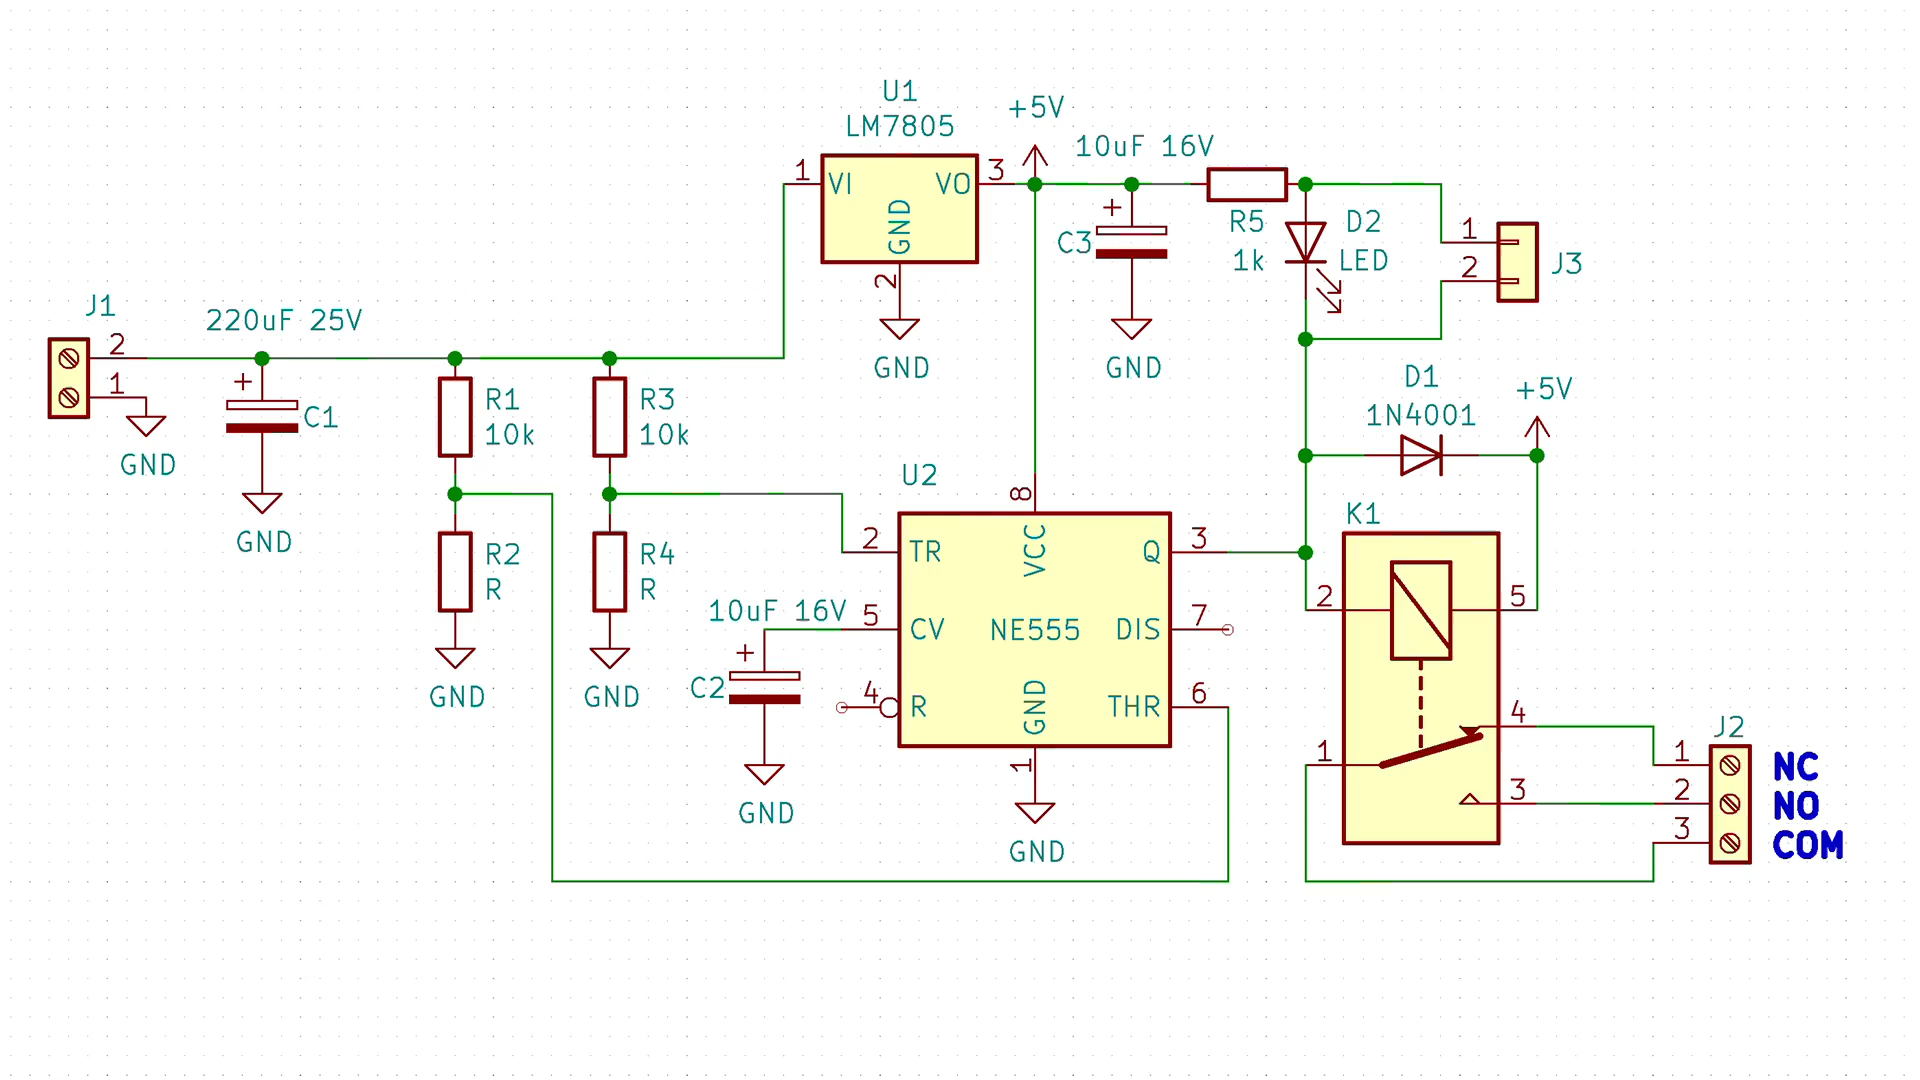 U1
LM7805
+5V
10uF 16V
1
VI
VO
3
GND
2
GND
+
C3
GND
R5
1k
D2
LED
1
2
J3
J1
220uF 25V
2
1
GND
+
C1
GND
R1
10k
R3
10k
R2
R
R4
R
GND
GND
D1
1N4001
+5V
U2
8
2
TR
VCC
Q
3
10uF 16V
5
CV
NE555
DIS
7
+
C2
4
R
GND
THR
6
GND
1
GND
K1
2
5
4
1
3
J2
1
NC
2
NO
3
COM